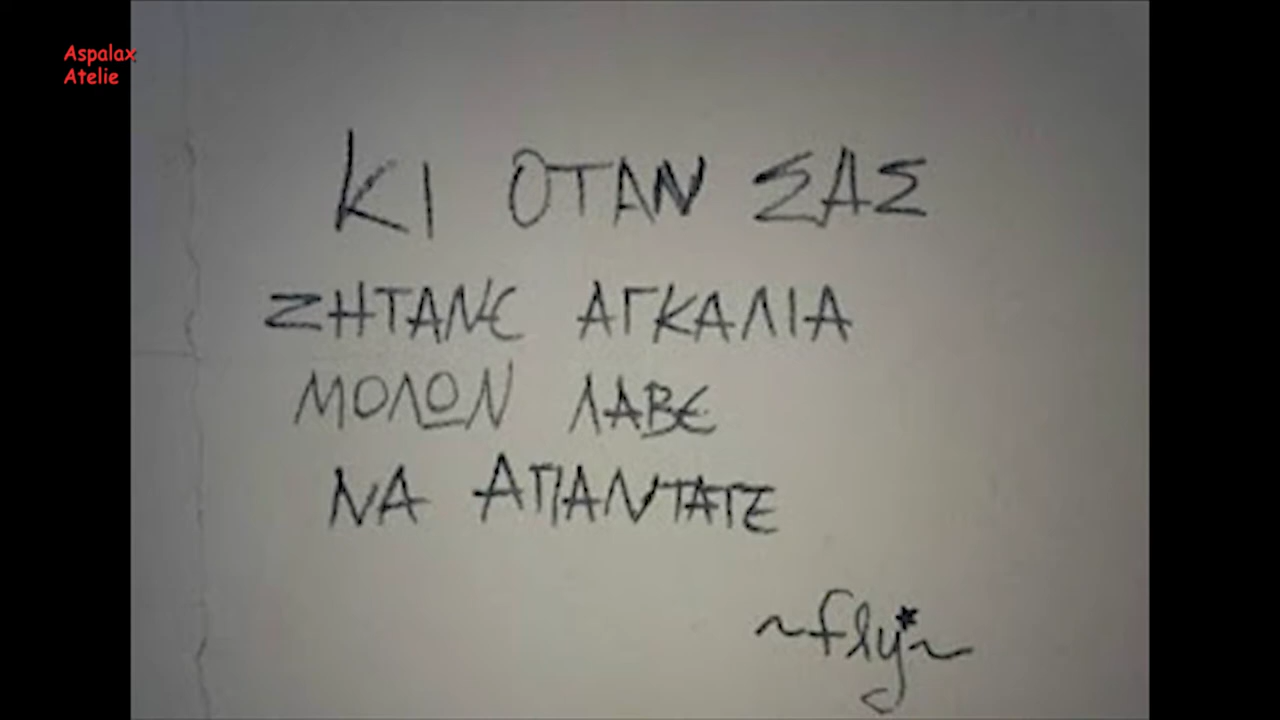 Aspalax
Atelie
ΚΙ ΟΤΑΝ ΣΑΣ
ΖΗΤΑΝΕ ΑΓΚΑΛΙΑ
ΜΟΛΩΝ ΛΑΒΕ
ΝΑ ΑΠΑΝΤΑΤΕ
~fly*~